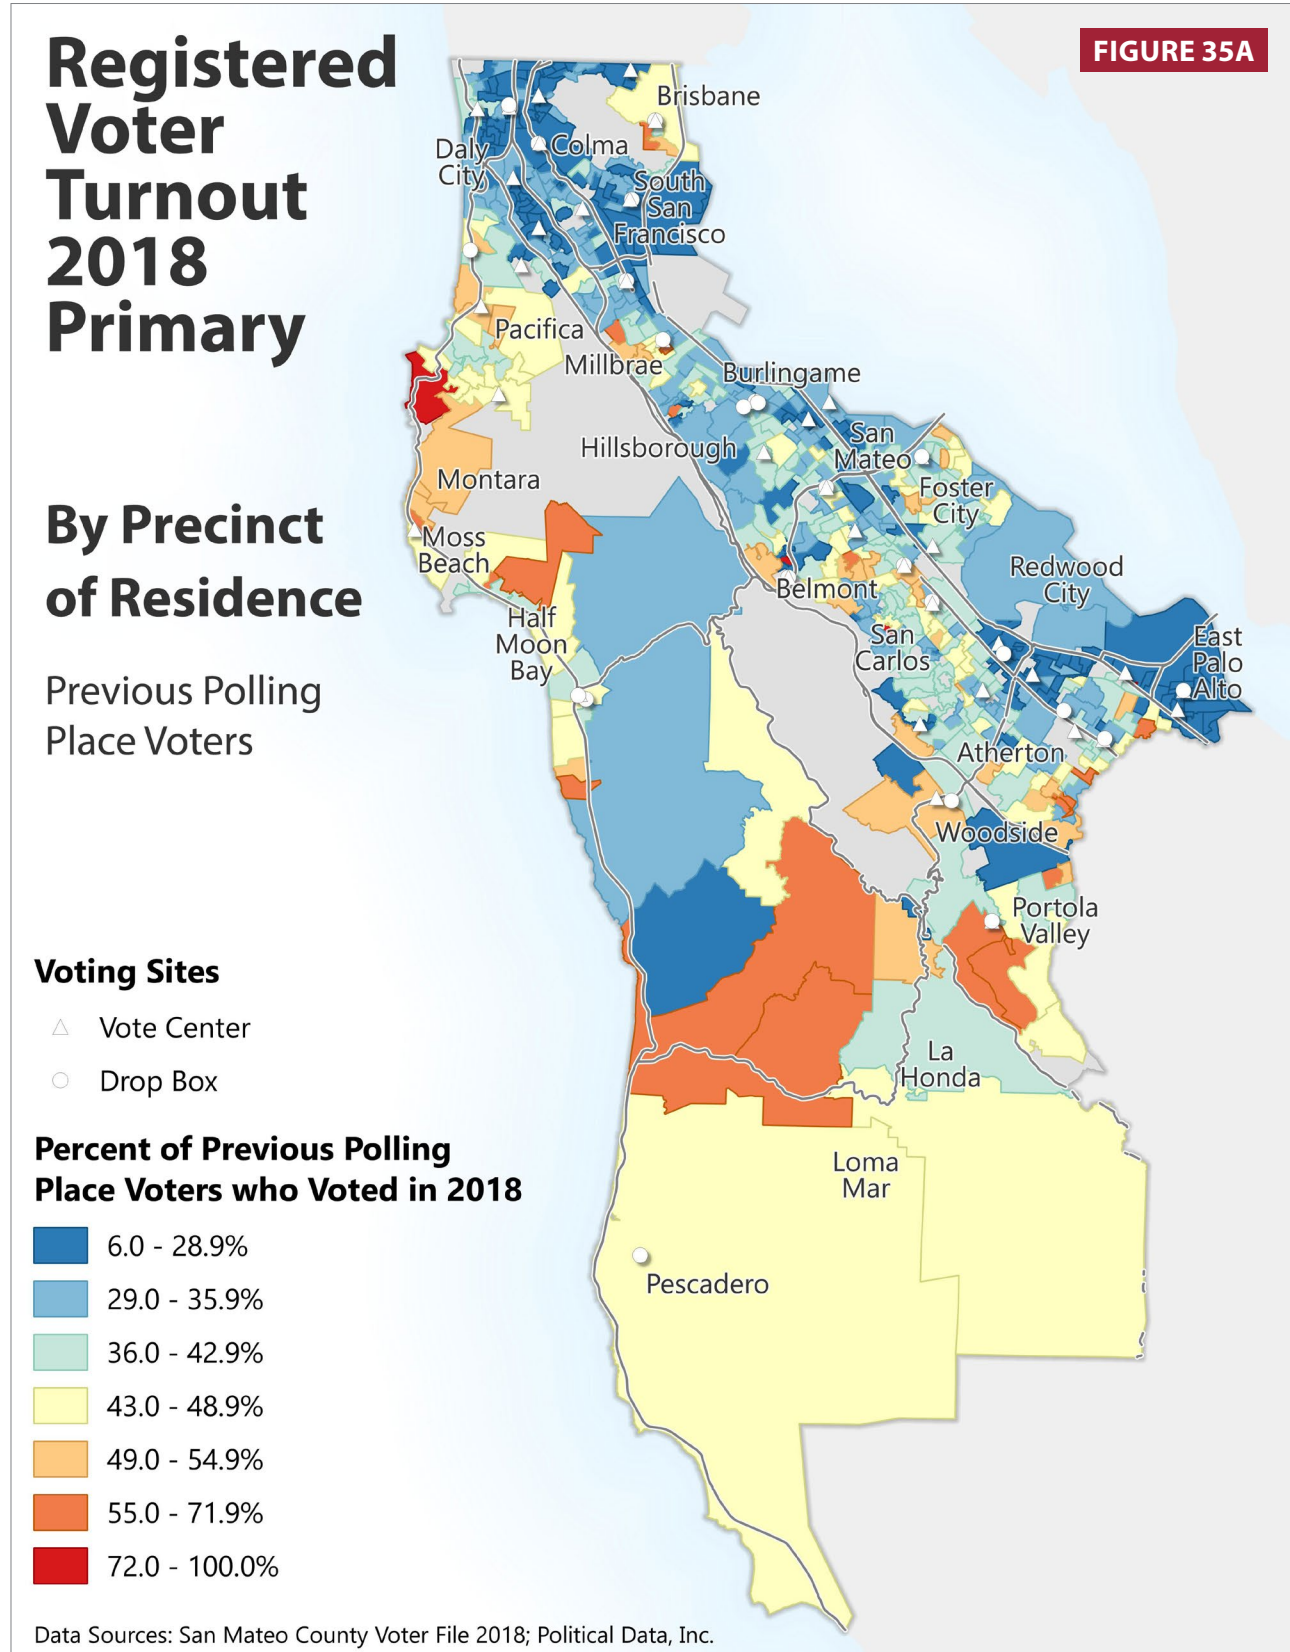 FIGURE 35A
Registered
Voter
Turnout
2018
Primary
By Precinct
of Residence
Previous Polling
Place Voters
Brisbane
Colma
Daly
City
South
San
Francisco
Pacifica
Millbrae
Burlingame
Hillsborough
San
Mateo
Montara
Foster
City
Moss
Beach
Redwood
City
Belmont
Half
Moon
Bay
San
Carlos
East
Palo
Alto
Atherton
Woodside
Portola
Valley
La
Honda
Loma
Mar
Pescadero
Voting Sites
Vote Center
Drop Box
Percent of Previous Polling
Place Voters who Voted in 2018
6.0 - 28.9%
29.0 - 35.9%
36.0 - 42.9%
43.0 - 48.9%
49.0 - 54.9%
55.0 - 71.9%
72.0 - 100.0%
Data Sources: San Mateo County Voter File 2018; Political Data, Inc.